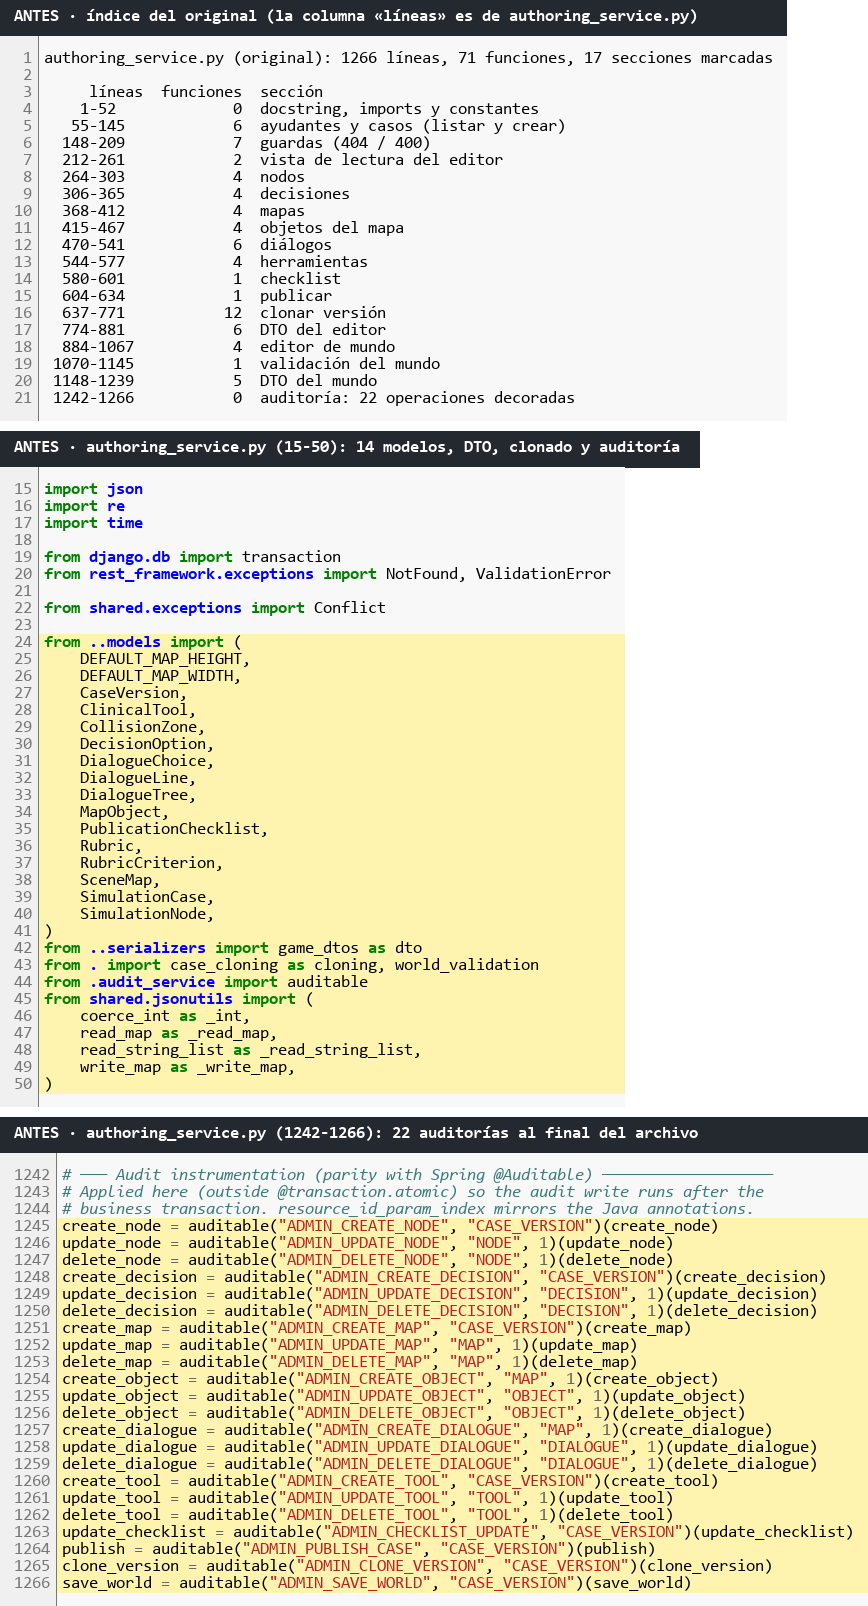 ANTES · índice del original (la columna «líneas» es de authoring_service.py)
1 authoring_service.py (original): 1266 líneas, 71 funciones, 17 secciones marcadas
2
3      líneas  funciones  sección
4     1-52             0  docstring, imports y constantes
5    55-145            6  ayudantes y casos (listar y crear)
6   148-209            7  guardas (404 / 400)
7   212-261            2  vista de lectura del editor
8   264-303            4  nodos
9   306-365            4  decisiones
10   368-412            4  mapas
11   415-467            4  objetos del mapa
12   470-541            6  diálogos
13   544-577            4  herramientas
14   580-601            1  checklist
15   604-634            1  publicar
16   637-771           12  clonar versión
17   774-881            6  DTO del editor
18   884-1067           4  editor de mundo
19  1070-1145           1  validación del mundo
20  1148-1239           5  DTO del mundo
21  1242-1266           0  auditoría: 22 operaciones decoradas
ANTES · authoring_service.py (15-50): 14 modelos, DTO, clonado y auditoría
15 import json
16 import re
17 import time
18
19 from django.db import transaction
20 from rest_framework.exceptions import NotFound, ValidationError
21
22 from shared.exceptions import Conflict
23
24 from ..models import (
25     DEFAULT_MAP_HEIGHT,
26     DEFAULT_MAP_WIDTH,
27     CaseVersion,
28     ClinicalTool,
29     CollisionZone,
30     DecisionOption,
31     DialogueChoice,
32     DialogueLine,
33     DialogueTree,
34     MapObject,
35     PublicationChecklist,
36     Rubric,
37     RubricCriterion,
38     SceneMap,
39     SimulationCase,
40     SimulationNode,
41 )
42 from ..serializers import game_dtos as dto
43 from . import case_cloning as cloning, world_validation
44 from .audit_service import auditable
45 from shared.jsonutils import (
46     coerce_int as _int,
47     read_map as _read_map,
48     read_string_list as _read_string_list,
49     write_map as _write_map,
50 )
ANTES · authoring_service.py (1242-1266): 22 auditorías al final del archivo
1242 # ─── Audit instrumentation (parity with Spring @Auditable) ───────────────────
1243 # Applied here (outside @transaction.atomic) so the audit write runs after the
1244 # business transaction. resource_id_param_index mirrors the Java annotations.
1245 create_node = auditable("ADMIN_CREATE_NODE", "CASE_VERSION")(create_node)
1246 update_node = auditable("ADMIN_UPDATE_NODE", "NODE", 1)(update_node)
1247 delete_node = auditable("ADMIN_DELETE_NODE", "NODE", 1)(delete_node)
1248 create_decision = auditable("ADMIN_CREATE_DECISION", "CASE_VERSION")(create_decision)
1249 update_decision = auditable("ADMIN_UPDATE_DECISION", "DECISION", 1)(update_decision)
1250 delete_decision = auditable("ADMIN_DELETE_DECISION", "DECISION", 1)(delete_decision)
1251 create_map = auditable("ADMIN_CREATE_MAP", "CASE_VERSION")(create_map)
1252 update_map = auditable("ADMIN_UPDATE_MAP", "MAP", 1)(update_map)
1253 delete_map = auditable("ADMIN_DELETE_MAP", "MAP", 1)(delete_map)
1254 create_object = auditable("ADMIN_CREATE_OBJECT", "MAP", 1)(create_object)
1255 update_object = auditable("ADMIN_UPDATE_OBJECT", "OBJECT", 1)(update_object)
1256 delete_object = auditable("ADMIN_DELETE_OBJECT", "OBJECT", 1)(delete_object)
1257 create_dialogue = auditable("ADMIN_CREATE_DIALOGUE", "MAP", 1)(create_dialogue)
1258 update_dialogue = auditable("ADMIN_UPDATE_DIALOGUE", "DIALOGUE", 1)(update_dialogue)
1259 delete_dialogue = auditable("ADMIN_DELETE_DIALOGUE", "DIALOGUE", 1)(delete_dialogue)
1260 create_tool = auditable("ADMIN_CREATE_TOOL", "CASE_VERSION")(create_tool)
1261 update_tool = auditable("ADMIN_UPDATE_TOOL", "TOOL", 1)(update_tool)
1262 delete_tool = auditable("ADMIN_DELETE_TOOL", "TOOL", 1)(delete_tool)
1263 update_checklist = auditable("ADMIN_CHECKLIST_UPDATE", "CASE_VERSION")(update_checklist)
1264 publish = auditable("ADMIN_PUBLISH_CASE", "CASE_VERSION")(publish)
1265 clone_version = auditable("ADMIN_CLONE_VERSION", "CASE_VERSION")(clone_version)
1266 save_world = auditable("ADMIN_SAVE_WORLD", "CASE_VERSION")(save_world)